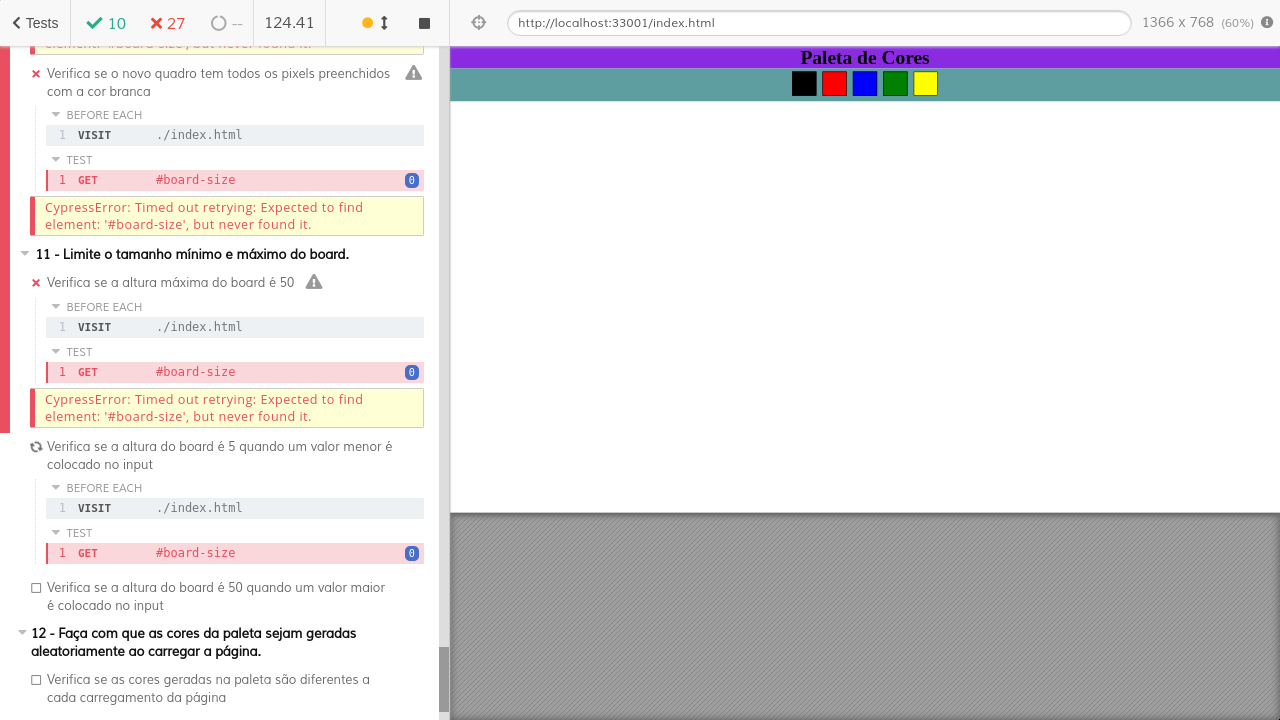 Tests 10 27 -- 124.41 http://localhost:33001/index.html 1366 x 768 (60%)
element: '#board-size', but never found it.
Verifica se o novo quadro tem todos os pixels preenchidos
com a cor branca
BEFORE EACH
1 VISIT ./index.html
TEST
1 GET #board-size 0
CypressError: Timed out retrying: Expected to find
element: '#board-size', but never found it.
11 - Limite o tamanho mínimo e máximo do board.
Verifica se a altura máxima do board é 50
BEFORE EACH
1 VISIT ./index.html
TEST
1 GET #board-size 0
CypressError: Timed out retrying: Expected to find
element: '#board-size', but never found it.
Verifica se a altura do board é 5 quando um valor menor é
colocado no input
BEFORE EACH
1 VISIT ./index.html
TEST
1 GET #board-size 0
Verifica se a altura do board é 50 quando um valor maior
é colocado no input
12 - Faça com que as cores da paleta sejam geradas
aleatoriamente ao carregar a página.
Verifica se as cores geradas na paleta são diferentes a
cada carregamento da página
Paleta de Cores